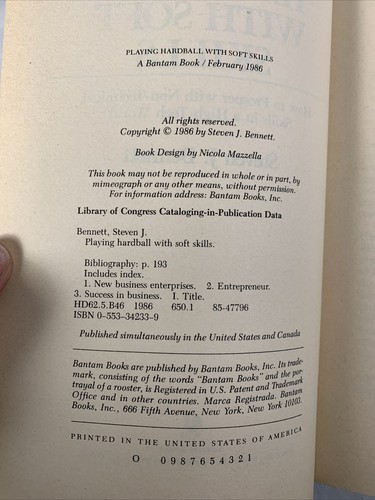 PLAYING HARDBALL WITH SOFT SKILLS
A Bantam Book / February 1986
All rights reserved.
Copyright © 1986 by Steven J. Bennett.
Book Design by Nicola Mazzella
This book may not be reproduced in whole or in part, by
mimeograph or any other means, without permission.
For information address: Bantam Books, Inc.
Library of Congress Cataloging-in-Publication Data
Bennett, Steven J.
Playing hardball with soft skills.
Bibliography: p. 193
Includes index.
1. New business enterprises. 2. Entrepreneur.
3. Success in business. I. Title.
HD62.5.B46 1986 650.1 85-47796
ISBN 0-553-34233-9
Published simultaneously in the United States and Canada
Bantam Books are published by Bantam Books, Inc. Its trade-
mark, consisting of the words "Bantam Books" and the por-
trayal of a rooster, is Registered in U.S. Patent and Trademark
Office and in other countries. Marca Registrada. Bantam
Books, Inc., 666 Fifth Avenue, New York, New York 10103.
PRINTED IN THE UNITED STATES OF AMERICA
O 0 9 8 7 6 5 4 3 2 1